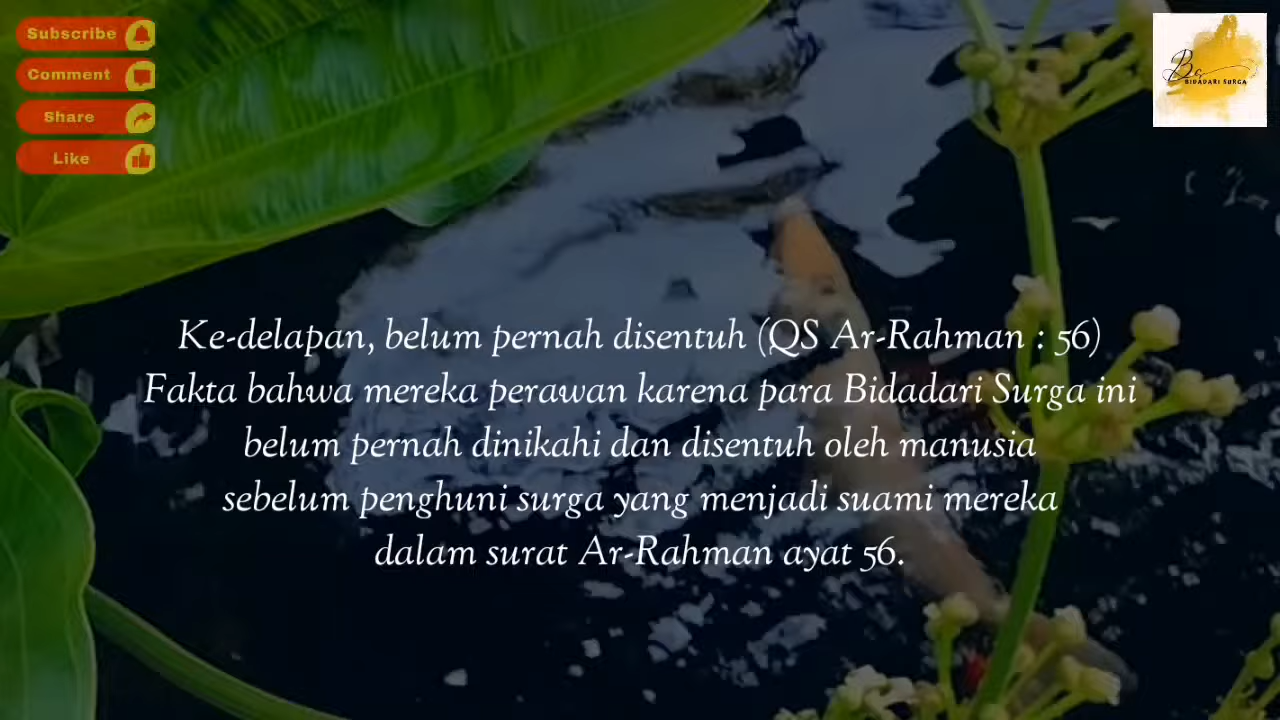 Subscribe
Comment
Share
Like
Bs
BIDADARI SURGA
Ke-delapan, belum pernah disentuh (QS Ar-Rahman : 56)
Fakta bahwa mereka perawan karena para Bidadari Surga ini
belum pernah dinikahi dan disentuh oleh manusia
sebelum penghuni surga yang menjadi suami mereka
dalam surat Ar-Rahman ayat 56.